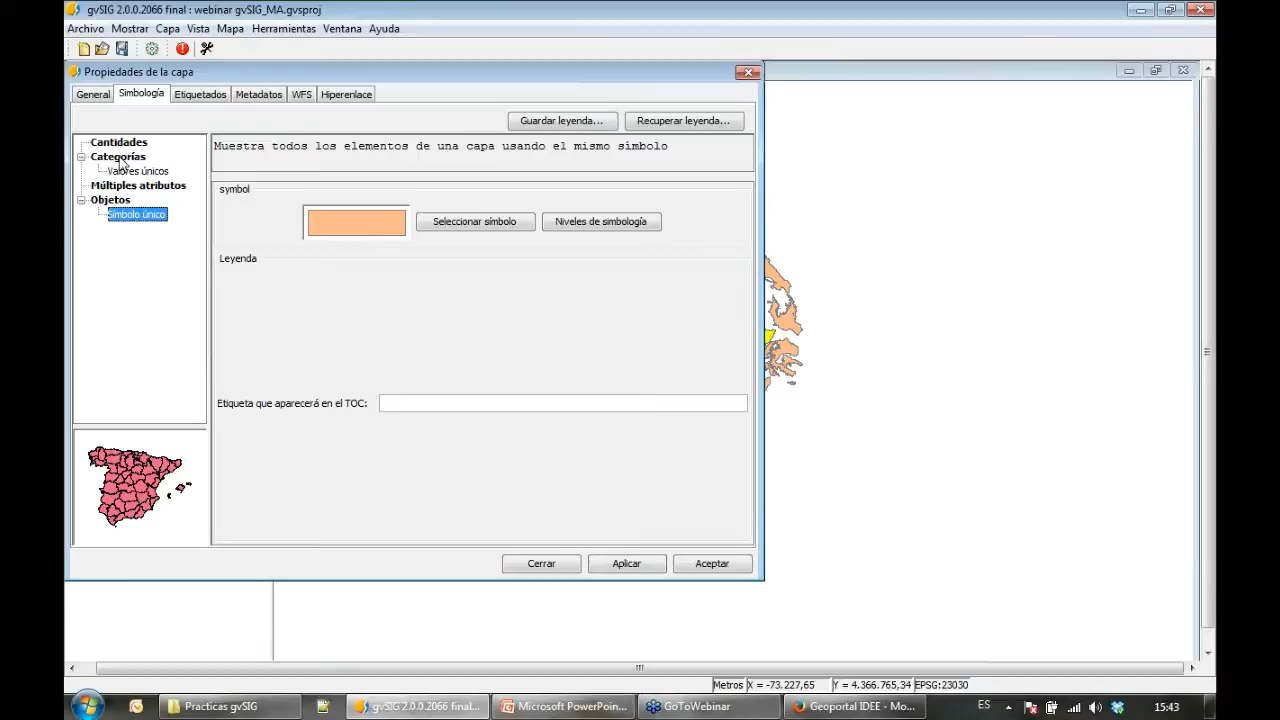 gvSIG 2.0.0.2066 final : webinar gvSIG_MA.gvsproj
Archivo Mostrar Capa Vista Mapa Herramientas Ventana Ayuda
Propiedades de la capa
General Simbología Etiquetados Metadatos WFS Hiperenlace
Guardar leyenda... Recuperar leyenda...
Cantidades
Categorías
Valores únicos
Múltiples atributos
Objetos
Símbolo único
Muestra todos los elementos de una capa usando el mismo símbolo
symbol
Seleccionar símbolo Niveles de simbología
Leyenda
Etiqueta que aparecerá en el TOC:
Cerrar Aplicar Aceptar
Metros X = -73.227,65 Y = 4.366.765,34 EPSG:23030
Practicas gvSIG gvSIG 2.0.0.2066 final... Microsoft PowerPoin... GoToWebinar Geoportal IDEE - Mo... ES 15:43